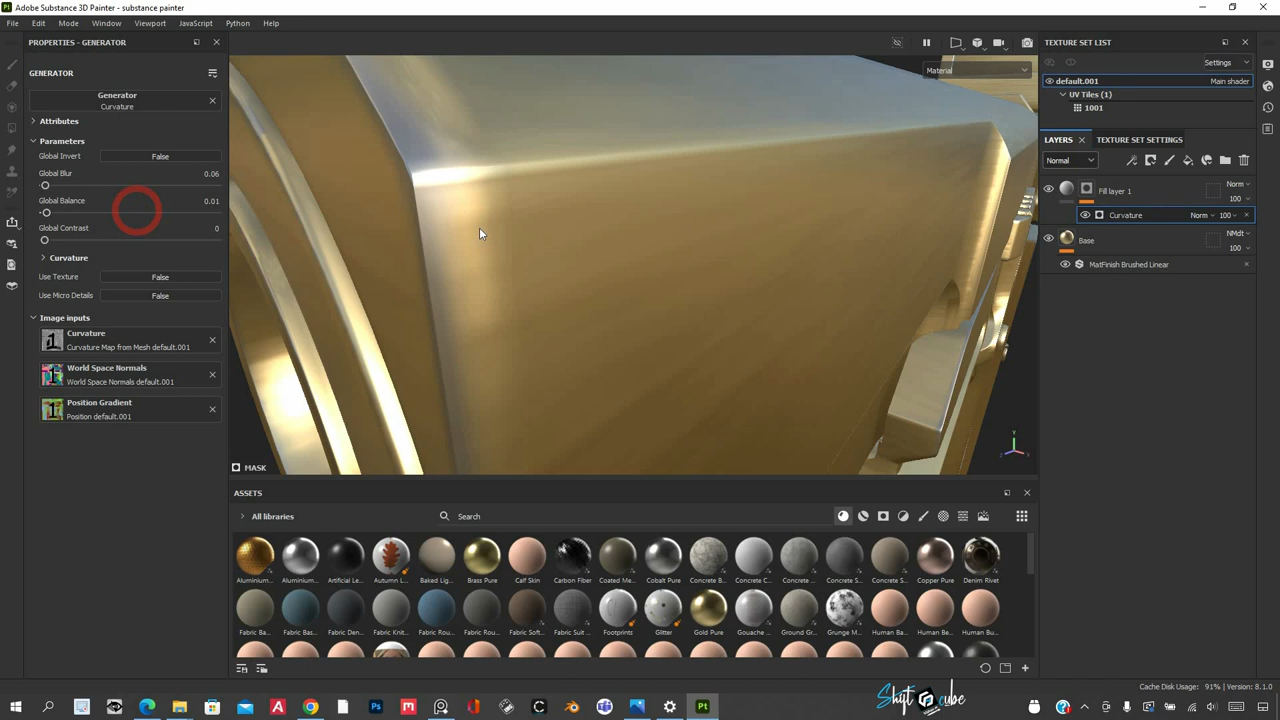 Adobe Substance 3D Painter - substance painter
File Edit Mode Window Viewport JavaScript Python Help
PROPERTIES - GENERATOR
GENERATOR
Generator
Curvature
Attributes
Parameters
Global Invert False
Global Blur 0.06
Global Balance 0.01
Global Contrast 0
Curvature
Use Texture False
Use Micro Details False
Image inputs
Curvature
Curvature Map from Mesh default.001
World Space Normals
World Space Normals default.001
Position Gradient
Position default.001
Material
MASK
TEXTURE SET LIST
Settings
default.001 Main shader
UV Tiles (1)
1001
LAYERS TEXTURE SET SETTINGS
Normal
Fill layer 1 Norm 100
Curvature Norm 100
Base NMdt 100
MatFinish Brushed Linear
ASSETS
All libraries Search
Aluminium... Aluminium... Artificial Le... Autumn L... Baked Lig... Brass Pure Calf Skin Carbon Fiber Coated Me... Cobalt Pure Concrete B... Concrete C... Concrete ... Concrete S... Concrete S... Copper Pure Denim Rivet
Fabric Ba... Fabric Bas... Fabric Den... Fabric Knit... Fabric Rou... Fabric Rou... Fabric Soft... Fabric Suit ... Footprints Glitter Gold Pure Gouache ... Ground Gr... Grunge M... Human Ba... Human Be... Human Bu...
Cache Disk Usage: 91% | Version: 8.1.0
Shift cube